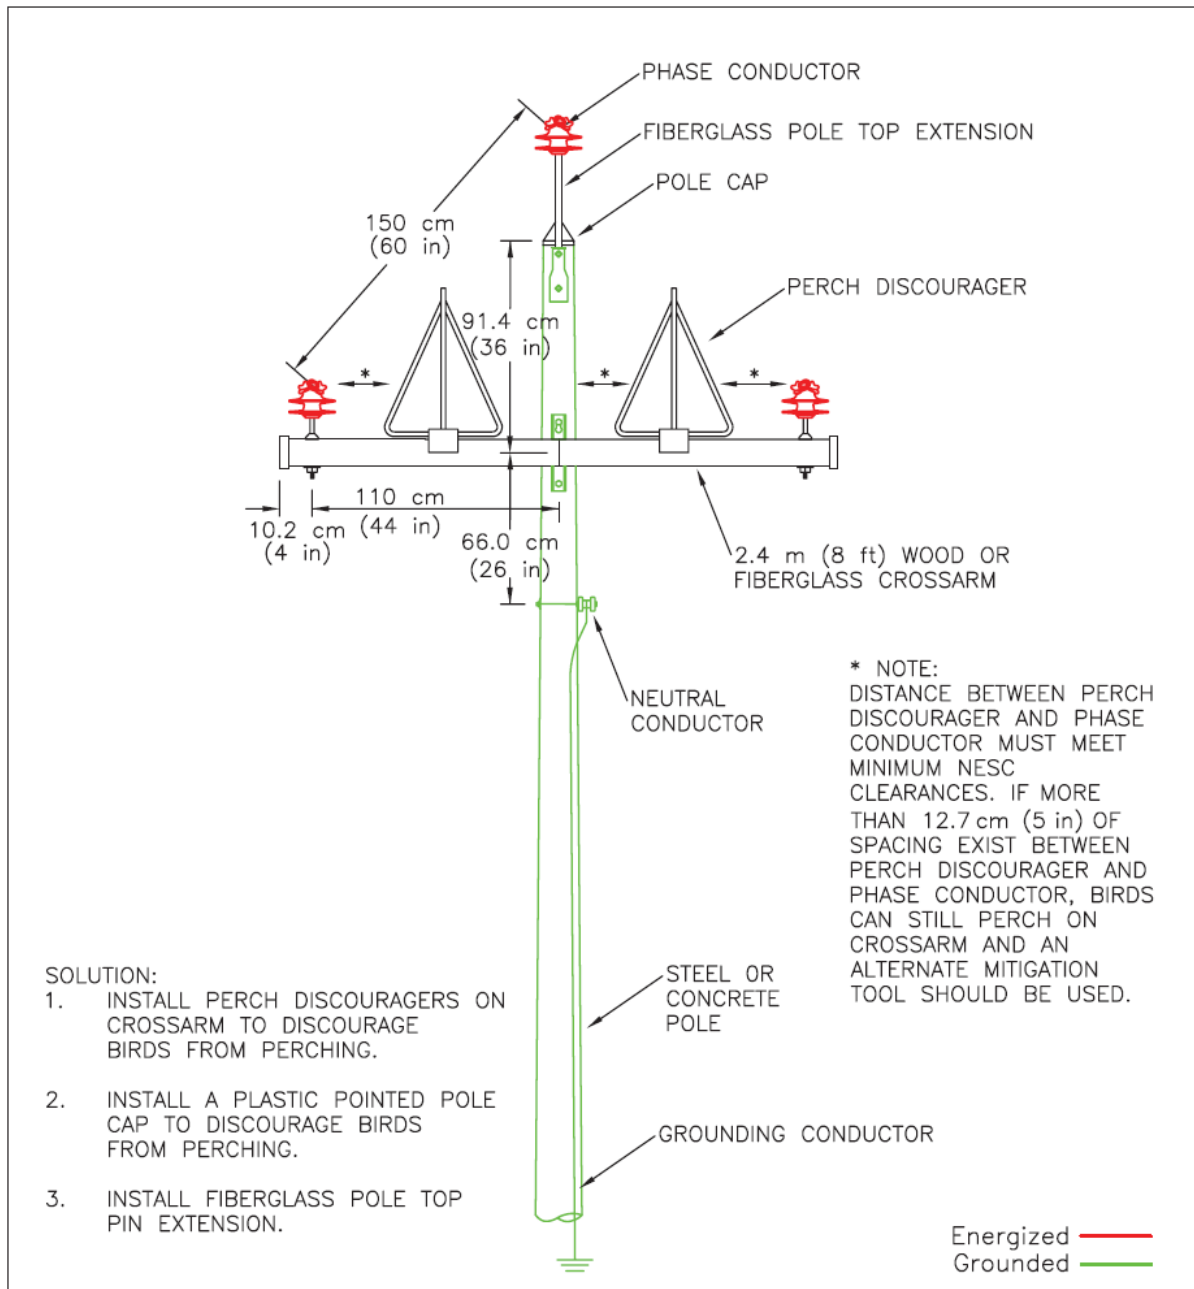 PHASE CONDUCTOR
FIBERGLASS POLE TOP EXTENSION
POLE CAP
150 cm
(60 in)
PERCH DISCOURAGER
91.4 cm
(36 in)
*
*
*
110 cm
(44 in)
10.2 cm
(4 in)
66.0 cm
(26 in)
2.4 m (8 ft) WOOD OR
FIBERGLASS CROSSARM
NEUTRAL
CONDUCTOR
* NOTE:
DISTANCE BETWEEN PERCH
DISCOURAGER AND PHASE
CONDUCTOR MUST MEET
MINIMUM NESC
CLEARANCES. IF MORE
THAN 12.7 cm (5 in) OF
SPACING EXIST BETWEEN
PERCH DISCOURAGER AND
PHASE CONDUCTOR, BIRDS
CAN STILL PERCH ON
CROSSARM AND AN
ALTERNATE MITIGATION
TOOL SHOULD BE USED.
STEEL OR
CONCRETE
POLE
SOLUTION:
1. INSTALL PERCH DISCOURAGERS ON
CROSSARM TO DISCOURAGE
BIRDS FROM PERCHING.
2. INSTALL A PLASTIC POINTED POLE
CAP TO DISCOURAGE BIRDS
FROM PERCHING.
3. INSTALL FIBERGLASS POLE TOP
PIN EXTENSION.
GROUNDING CONDUCTOR
Energized
Grounded